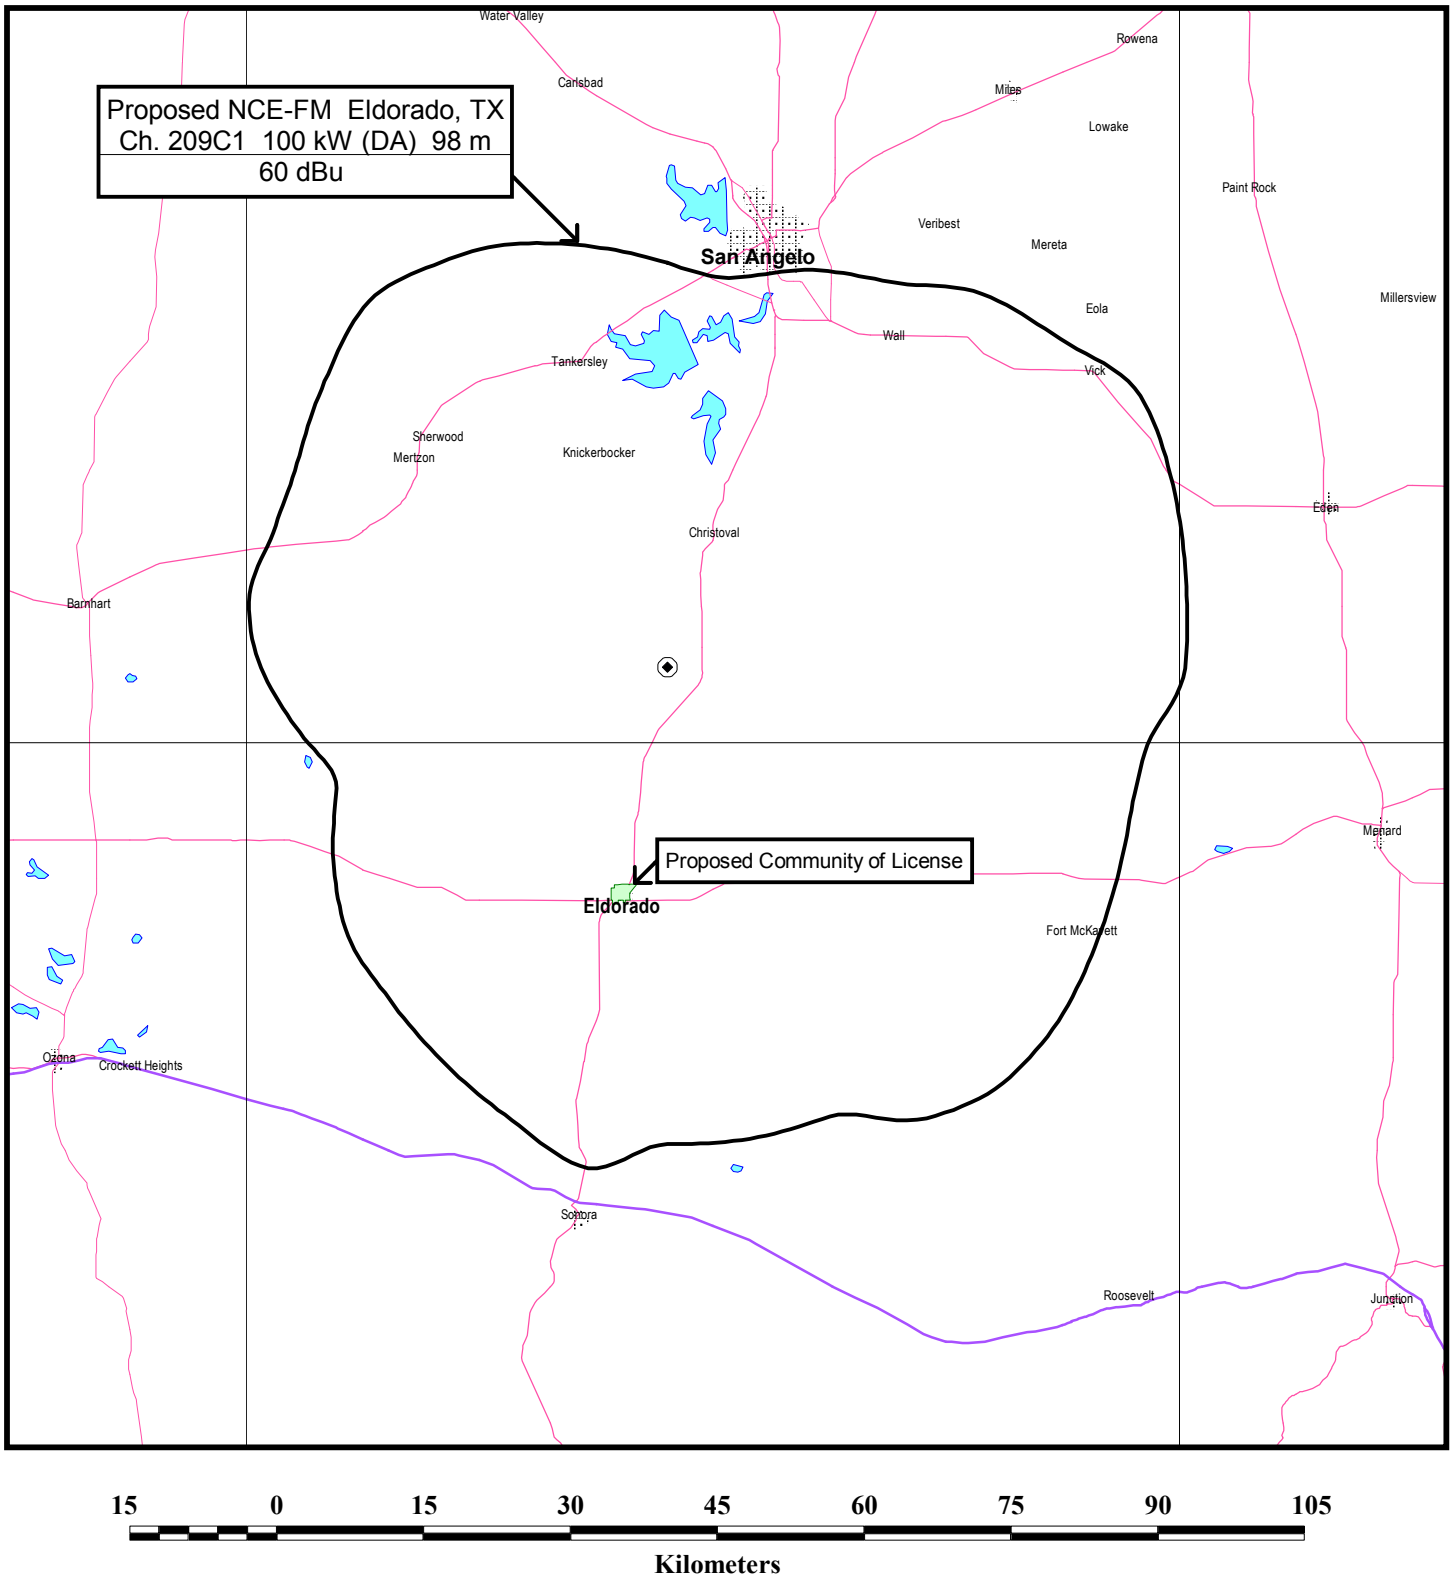 Water Valley
Rowena
Carlsbad
Miles
Proposed NCE-FM  Eldorado, TX
Ch. 209C1  100 kW (DA)  98 m
60 dBu
Lowake
Paint Rock
Veribest
Mereta
San Angelo
Millersview
Eola
Wall
Tankersley
Vick
Sherwood
Mertzon
Knickerbocker
Eden
Christoval
Barnhart
Menard
Proposed Community of License
Eldorado
Fort McKavett
Ozona
Crockett Heights
Sonora
Roosevelt
Junction
15 0 15 30 45 60 75 90 105
Kilometers